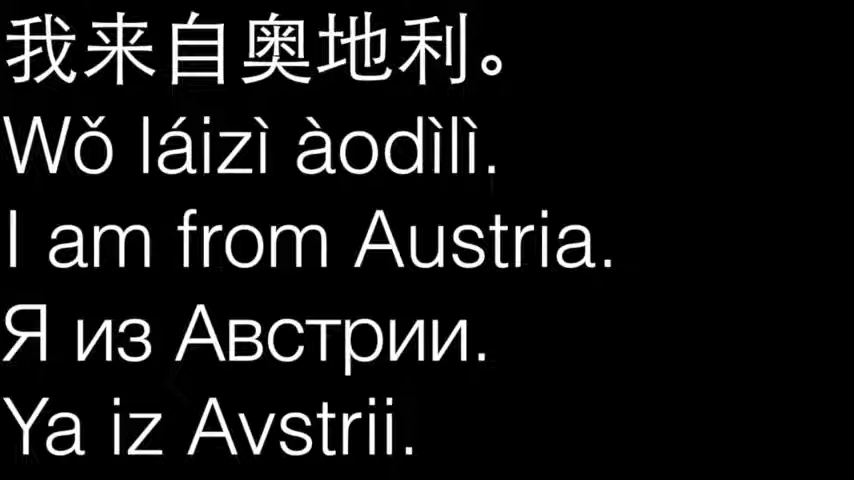 我来自奥地利。
Wǒ láizì àodìlì.
I am from Austria.
Я из Австрии.
Ya iz Avstrii.